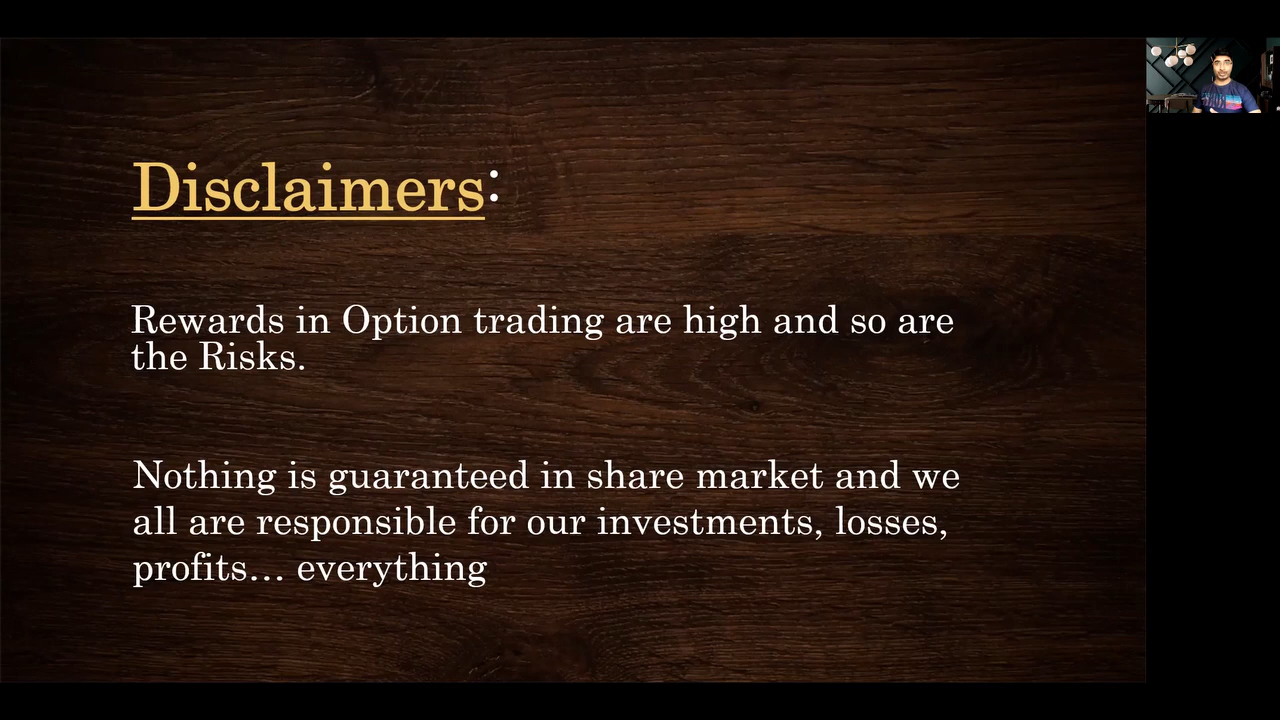 Disclaimers:
Rewards in Option trading are high and so are
the Risks.
Nothing is guaranteed in share market and we
all are responsible for our investments, losses,
profits… everything